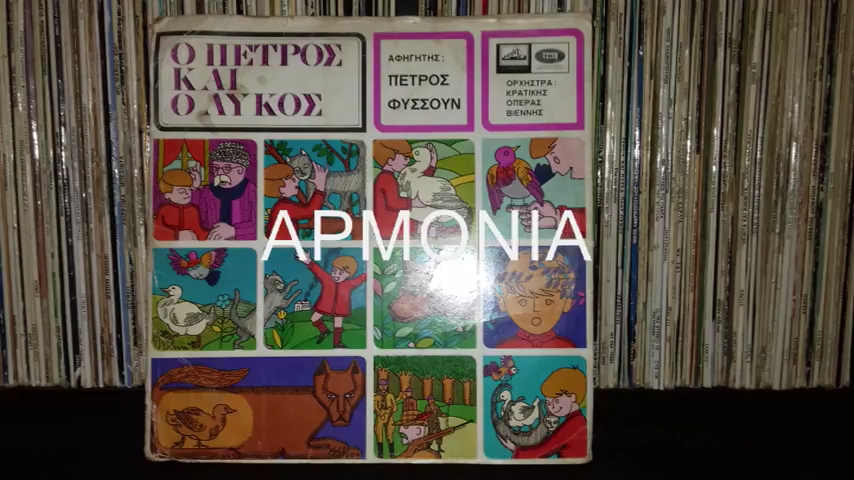 Ο ΠΕΤΡΟΣ
ΚΑΙ
Ο ΛΥΚΟΣ
ΑΦΗΓΗΤΗΣ:
ΠΕΤΡΟΣ
ΦΥΣΣΟΥΝ
ΟΡΧΗΣΤΡΑ:
ΚΡΑΤΙΚΗΣ
ΟΠΕΡΑΣ
ΒΙΕΝΝΗΣ
ΑΡΜΟΝΙΑ